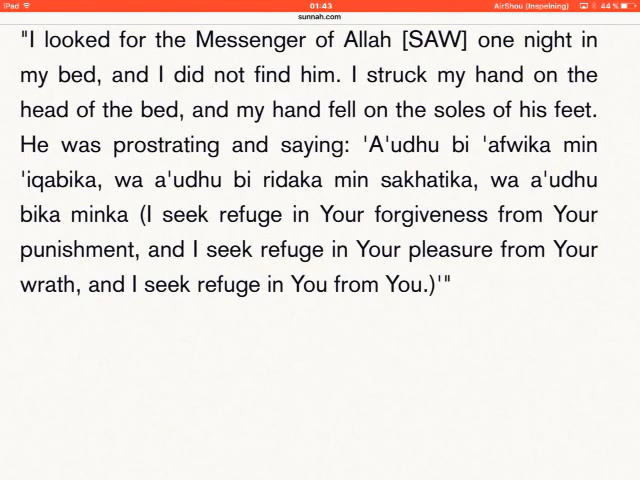 iPad 01:43 AirShou (Inspelning) 44 %
sunnah.com
"I looked for the Messenger of Allah [SAW] one night in
my bed, and I did not find him. I struck my hand on the
head of the bed, and my hand fell on the soles of his feet.
He was prostrating and saying: 'A'udhu bi 'afwika min
'iqabika, wa a'udhu bi ridaka min sakhatika, wa a'udhu
bika minka (I seek refuge in Your forgiveness from Your
punishment, and I seek refuge in Your pleasure from Your
wrath, and I seek refuge in You from You.)'"